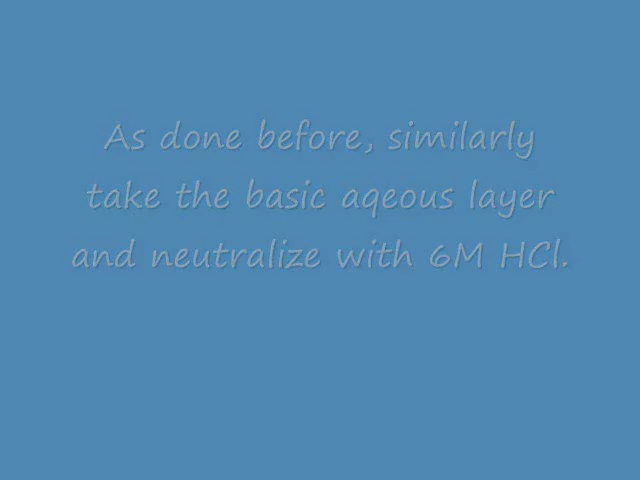 As done before, similarly
take the basic aqeous layer
and neutralize with 6M HCl.